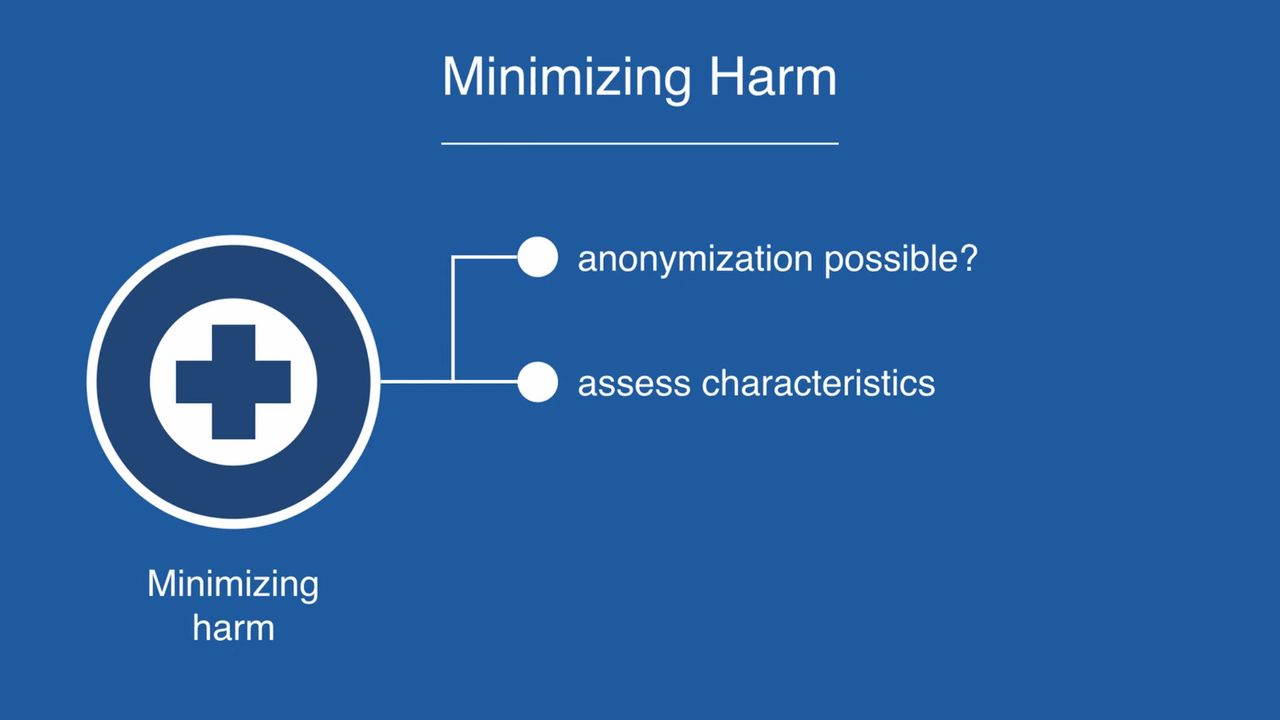 Minimizing Harm
anonymization possible?
assess characteristics
Minimizing
harm